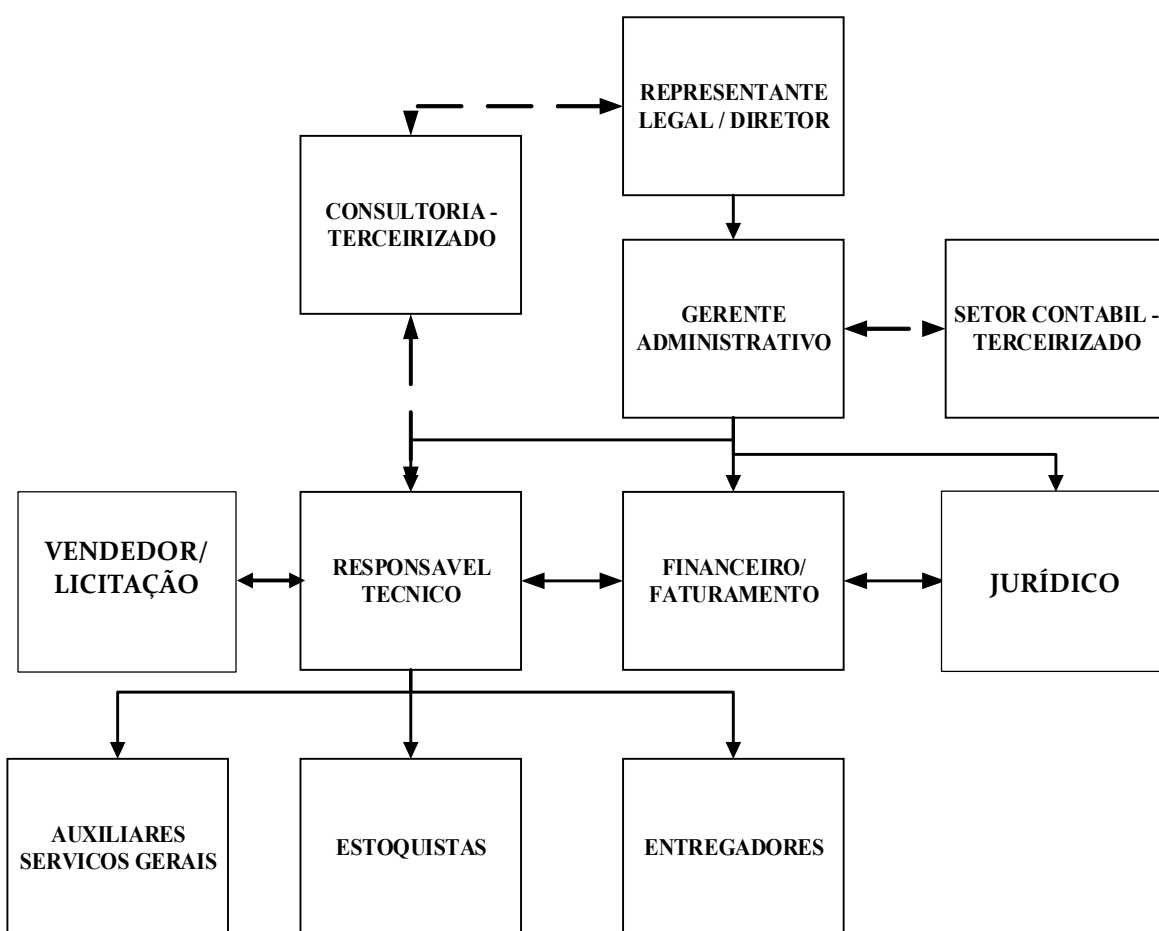 REPRESENTANTE
LEGAL / DIRETOR
CONSULTORIA -
TERCEIRIZADO
GERENTE
ADMINISTRATIVO
SETOR CONTABIL -
TERCEIRIZADO
VENDEDOR/
LICITAÇÃO
RESPONSAVEL
TECNICO
FINANCEIRO/
FATURAMENTO
JURÍDICO
AUXILIARES
SERVICOS GERAIS
ESTOQUISTAS
ENTREGADORES